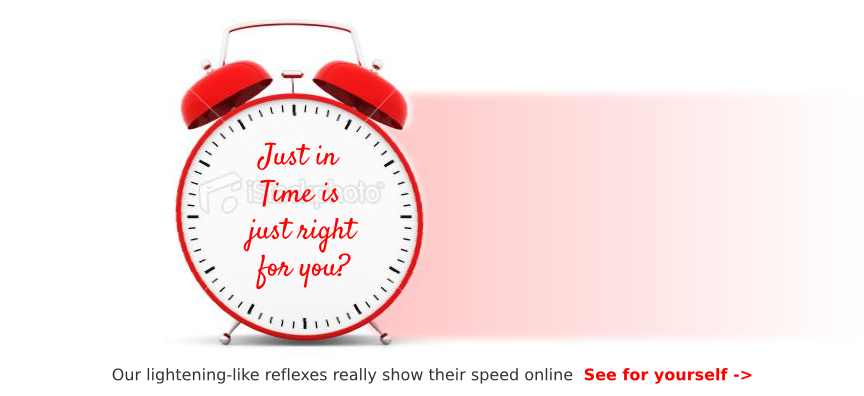 Just in
Time is
iStockphoto
just right
for you?
Our lightening-like reflexes really show their speed online See for yourself ->